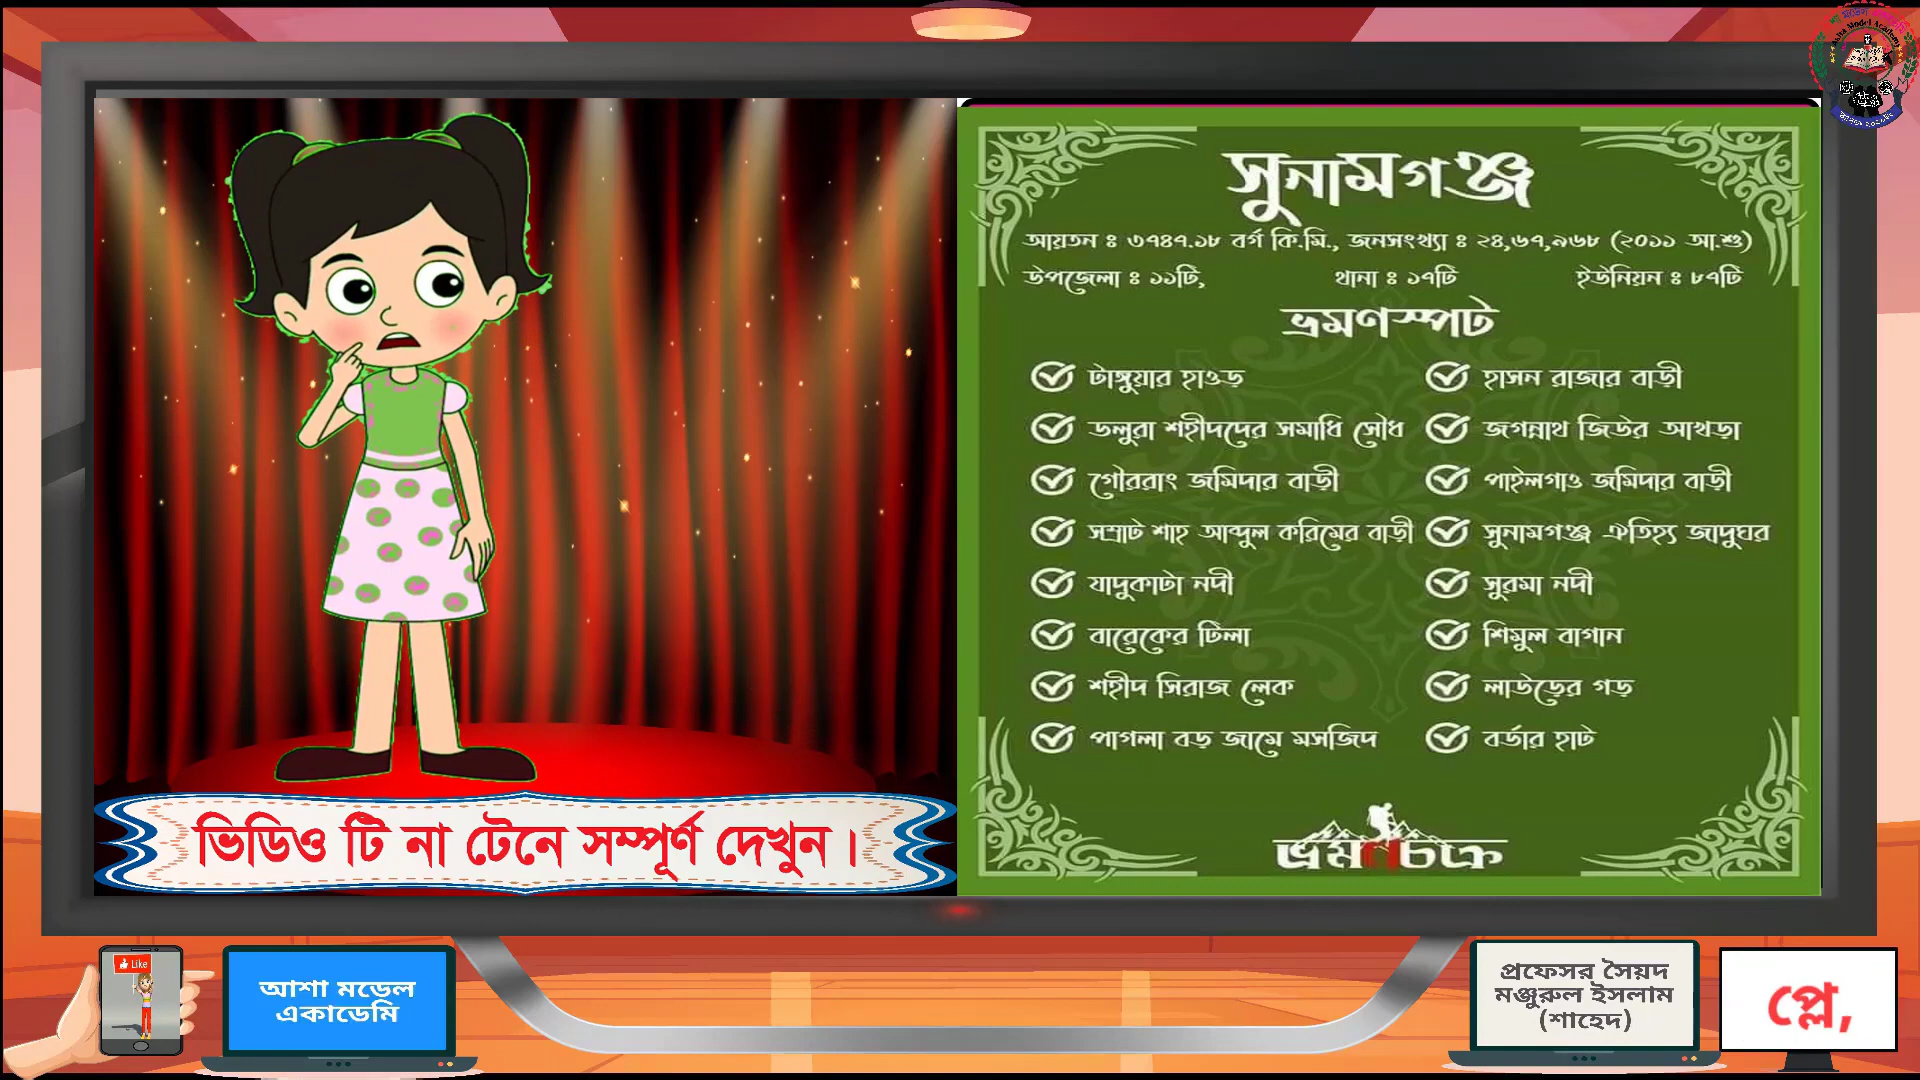 সুনামগঞ্জ
আয়তন ঃ ৩৭৪৭.১৮ বর্গ কি.মি., জনসংখ্যা ঃ ২৪,৬৭,৯৬৮ (২০১১ আ.শু)
উপজেলা ঃ ১১টি, থানা ঃ ১৭টি ইউনিয়ন ঃ ৮৭টি
ভ্রমণস্পট
টাঙ্গুয়ার হাওড় হাসন রাজার বাড়ী
ডলুরা শহীদদের সমাধি সৌধ জগন্নাথ জিউর আখড়া
গৌররাং জমিদার বাড়ী পাইলগাও জমিদার বাড়ী
সম্রাট শাহ আব্দুল করিমের বাড়ী সুনামগঞ্জ ঐতিহ্য জাদুঘর
যাদুকাটা নদী সুরমা নদী
বারেকের টিলা শিমুল বাগান
শহীদ সিরাজ লেক লাউড়ের গড়
পাগলা বড় জামে মসজিদ বর্ডার হাট
ভ্রমণচক্র
ভিডিও টি না টেনে সম্পূর্ণ দেখুন।
Like
আশা মডেল
একাডেমি
প্রফেসর সৈয়দ
মঞ্জুরুল ইসলাম
(শাহেদ)
প্লে,